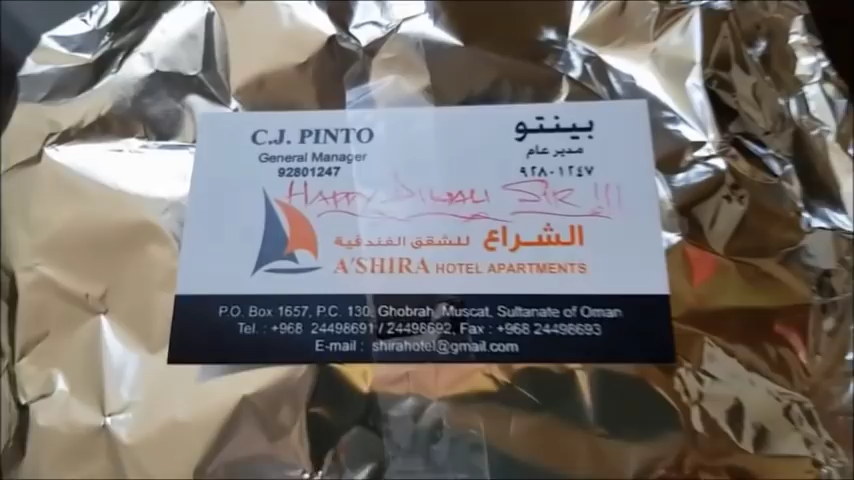 C.J. PINTO
General Manager
92801247
بينتو
مدير عام
٩٢٨٠١٢٤٧
HAPPY DIWALI SIR !!!
الشراع للشقق الفندقية
A'SHIRA HOTEL APARTMENTS
P.O. Box 1657, P.C. 130, Ghobrah, Muscat, Sultanate of Oman
Tel. : +968 24498691 / 24498692, Fax : +968 24498693
E-mail : shirahotel@gmail.com